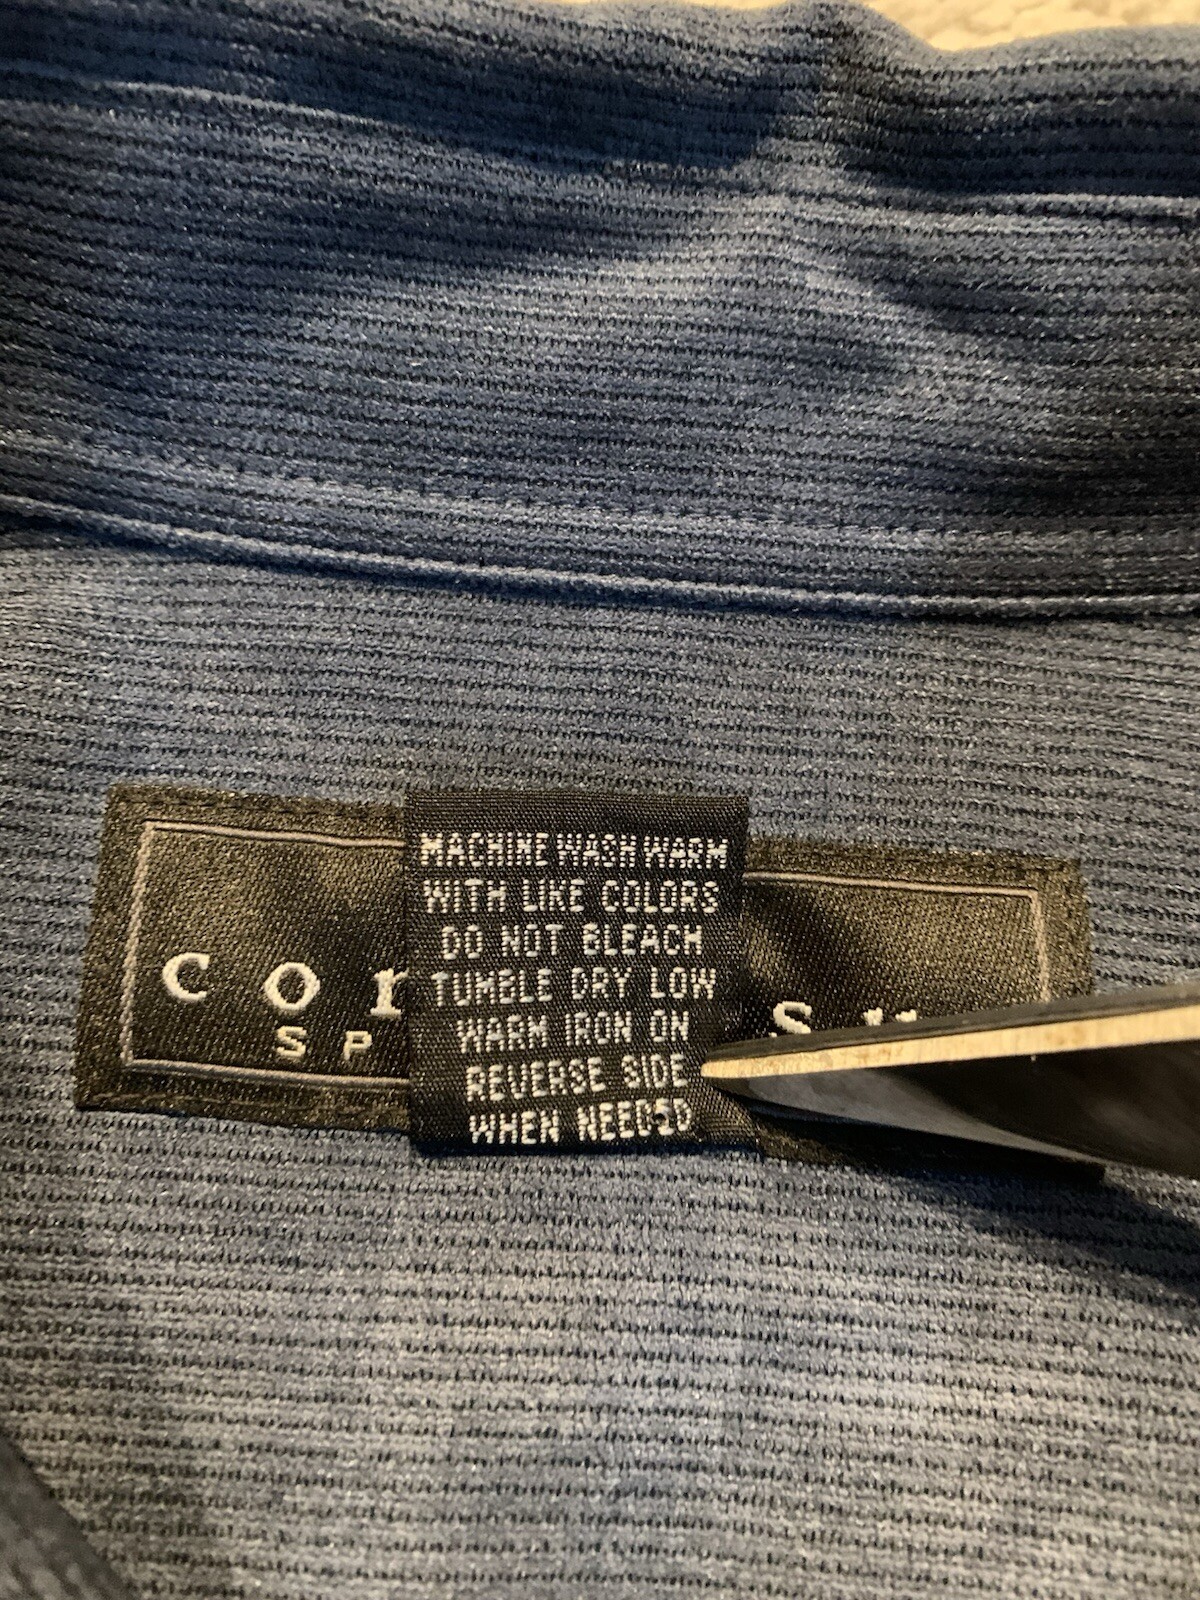 MACHINE WASH WARM
WITH LIKE COLORS
DO NOT BLEACH
TUMBLE DRY LOW
WARM IRON ON
REVERSE SIDE
WHEN NEEDED